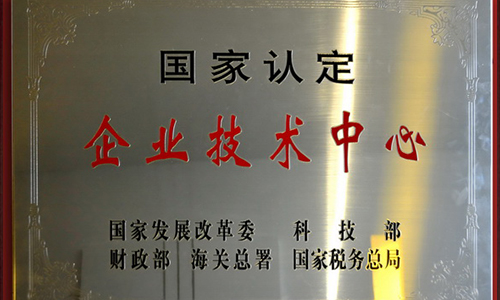 国家认定
企业技术中心
国家发展改革委 科技部
财政部 海关总署 国家税务总局